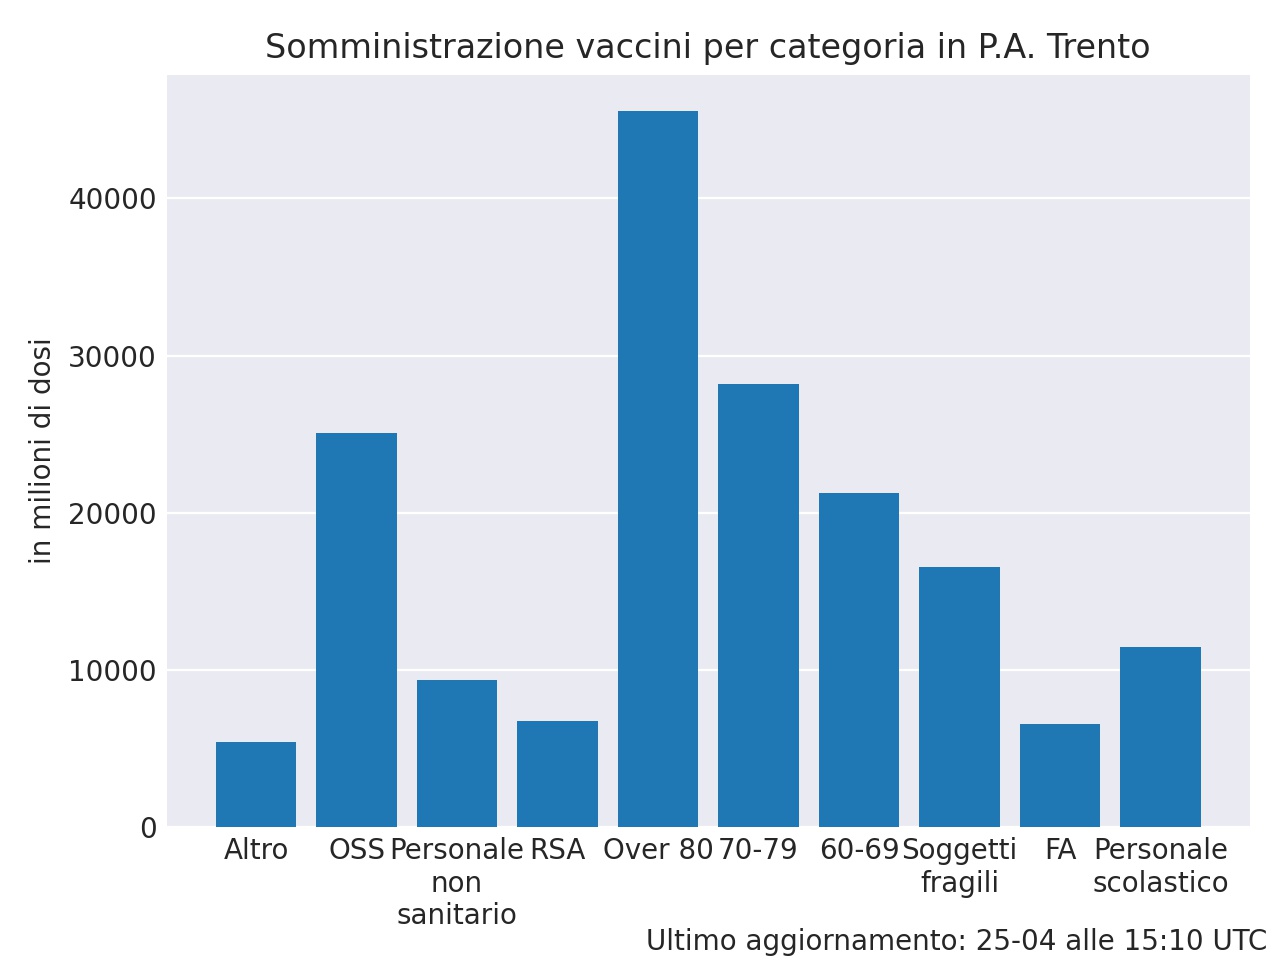 Somministrazione vaccini per categoria in P.A. Trento
in milioni di dosi
40000
30000
20000
10000
0
Altro
OSS
Personale
non
sanitario
RSA
Over 80
70-79
60-69
Soggetti
fragili
FA
Personale
scolastico
Ultimo aggiornamento: 25-04 alle 15:10 UTC